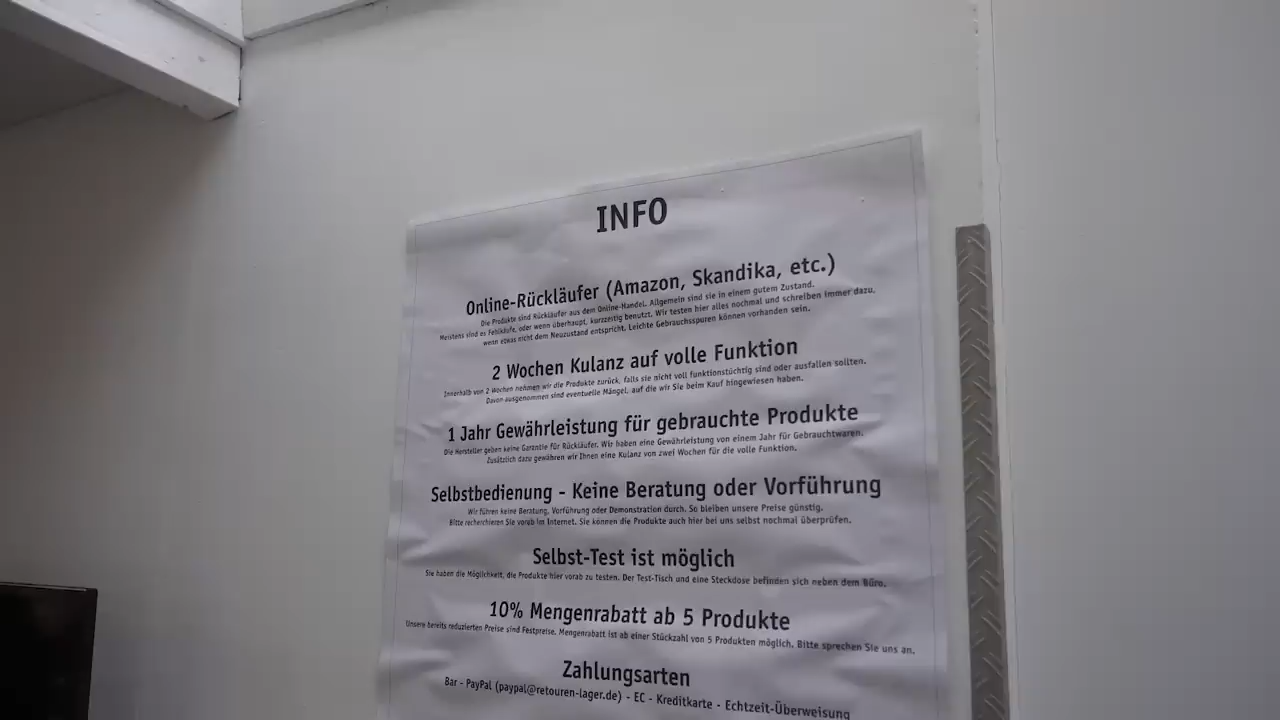 INFO
Online-Rückläufer (Amazon, Skandika, etc.)
Die Produkte sind Rückläufer aus dem Online-Handel. Allgemein sind sie in einem gutem Zustand.
Meistens sind es Fehlkäufe, oder wenn überhaupt, kurzzeitig benutzt. Wir testen hier alles nochmal und schreiben immer dazu,
wenn etwas nicht dem Neuzustand entspricht. Leichte Gebrauchsspuren können vorhanden sein.
2 Wochen Kulanz auf volle Funktion
Innerhalb von 2 Wochen nehmen wir die Produkte zurück, falls sie nicht voll funktionstüchtig sind oder ausfallen sollten.
Davon ausgenommen sind eventuelle Mängel, auf die wir Sie beim Kauf hingewiesen haben.
1 Jahr Gewährleistung für gebrauchte Produkte
Die Hersteller geben keine Garantie für Rückläufer. Wir haben eine Gewährleistung von einem Jahr für Gebrauchtwaren.
Zusätzlich dazu gewähren wir Ihnen eine Kulanz von zwei Wochen für die volle Funktion.
Selbstbedienung - Keine Beratung oder Vorführung
Wir führen keine Beratung, Vorführung oder Demonstration durch. So bleiben unsere Preise günstig.
Bitte recherchieren Sie vorab im Internet. Sie können die Produkte auch hier bei uns selbst nochmal überprüfen.
Selbst-Test ist möglich
Sie haben die Möglichkeit, die Produkte hier vorab zu testen. Der Test-Tisch und eine Steckdose befinden sich neben dem Büro.
10% Mengenrabatt ab 5 Produkte
Unsere bereits reduzierten Preise sind Festpreise. Mengenrabatt ist ab einer Stückzahl von 5 Produkten möglich. Bitte sprechen Sie uns an.
Zahlungsarten
Bar - PayPal (paypal@retouren-lager.de) - EC - Kreditkarte - Echtzeit-Überweisung